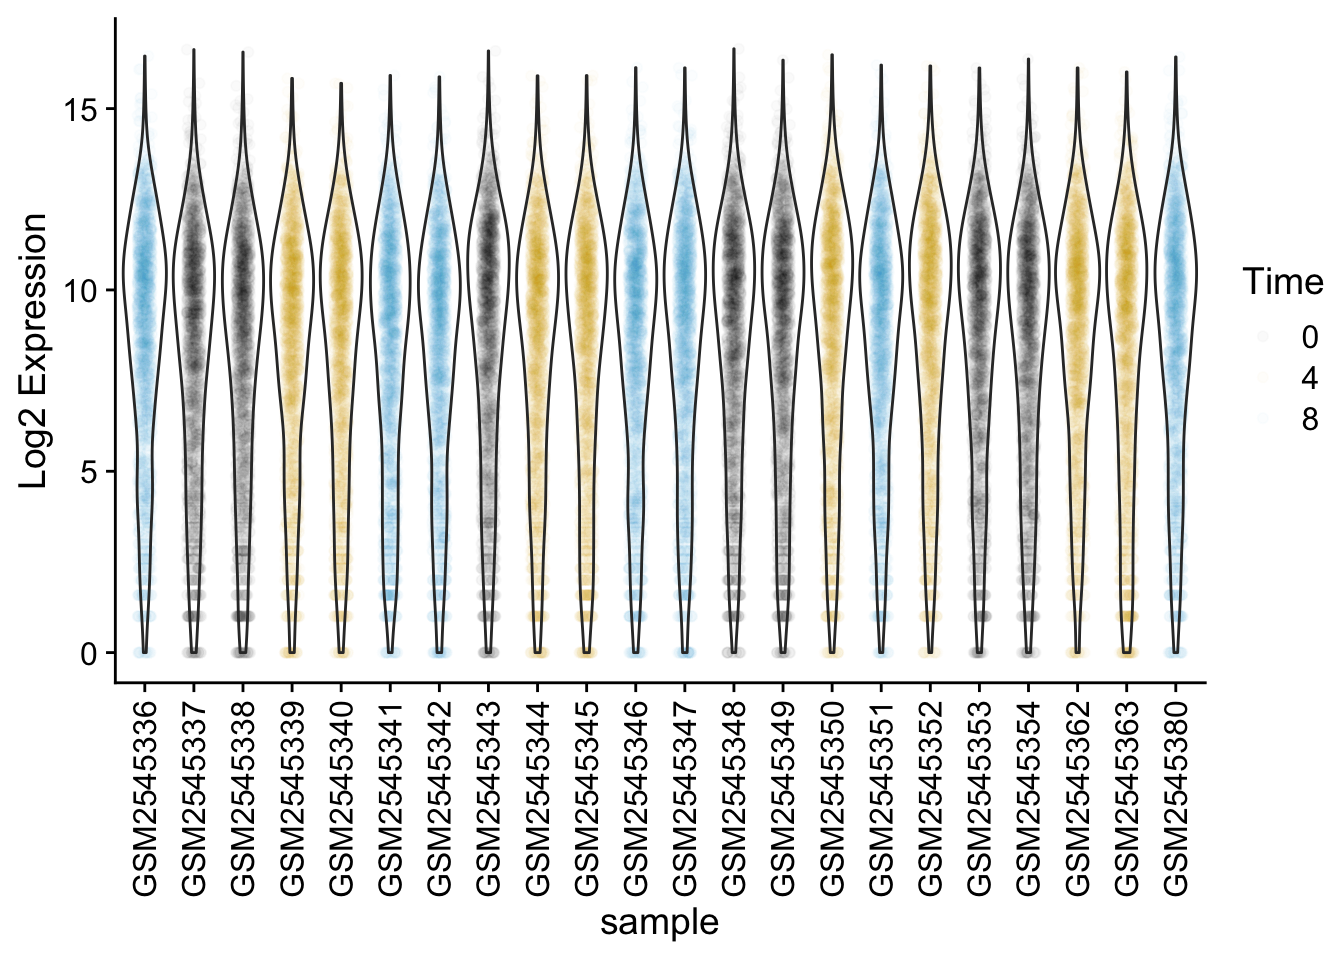 Log2 Expression
15
10
5
0
GSM2545336
GSM2545337
GSM2545338
GSM2545339
GSM2545340
GSM2545341
GSM2545342
GSM2545343
GSM2545344
GSM2545345
GSM2545346
GSM2545347
GSM2545348
GSM2545349
GSM2545350
GSM2545351
GSM2545352
GSM2545353
GSM2545354
GSM2545362
GSM2545363
GSM2545380
sample
Time
0
4
8